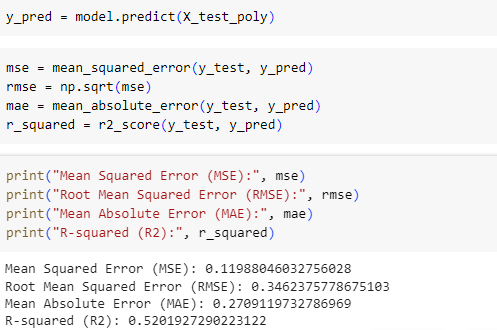 y_pred = model.predict(X_test_poly)
mse = mean_squared_error(y_test, y_pred)
rmse = np.sqrt(mse)
mae = mean_absolute_error(y_test, y_pred)
r_squared = r2_score(y_test, y_pred)
print("Mean Squared Error (MSE):", mse)
print("Root Mean Squared Error (RMSE):", rmse)
print("Mean Absolute Error (MAE):", mae)
print("R-squared (R2):", r_squared)
Mean Squared Error (MSE): 0.11988046032756028
Root Mean Squared Error (RMSE): 0.3462375778675103
Mean Absolute Error (MAE): 0.2709119732786969
R-squared (R2): 0.5201927290223122